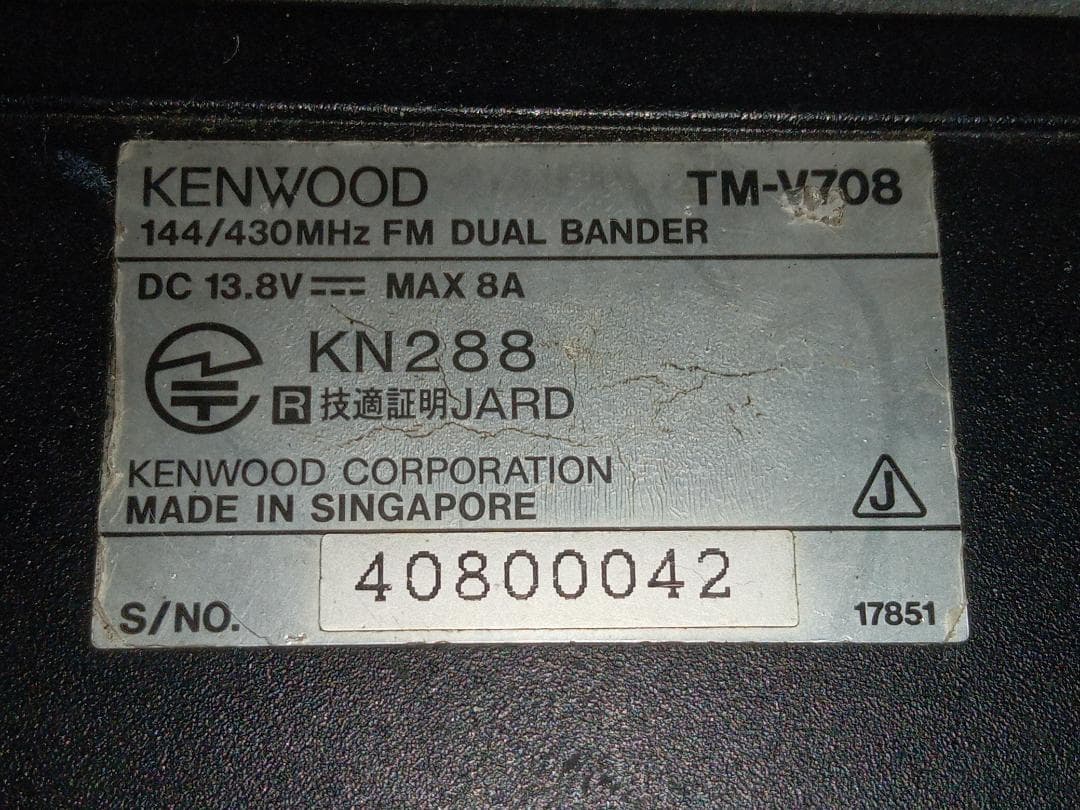 KENWOOD TM-V708
144/430MHz FM DUAL BANDER
DC 13.8V MAX 8A
KN288
R 技適証明JARD
KENWOOD CORPORATION
MADE IN SINGAPORE
J
S/NO. 40800042 17851